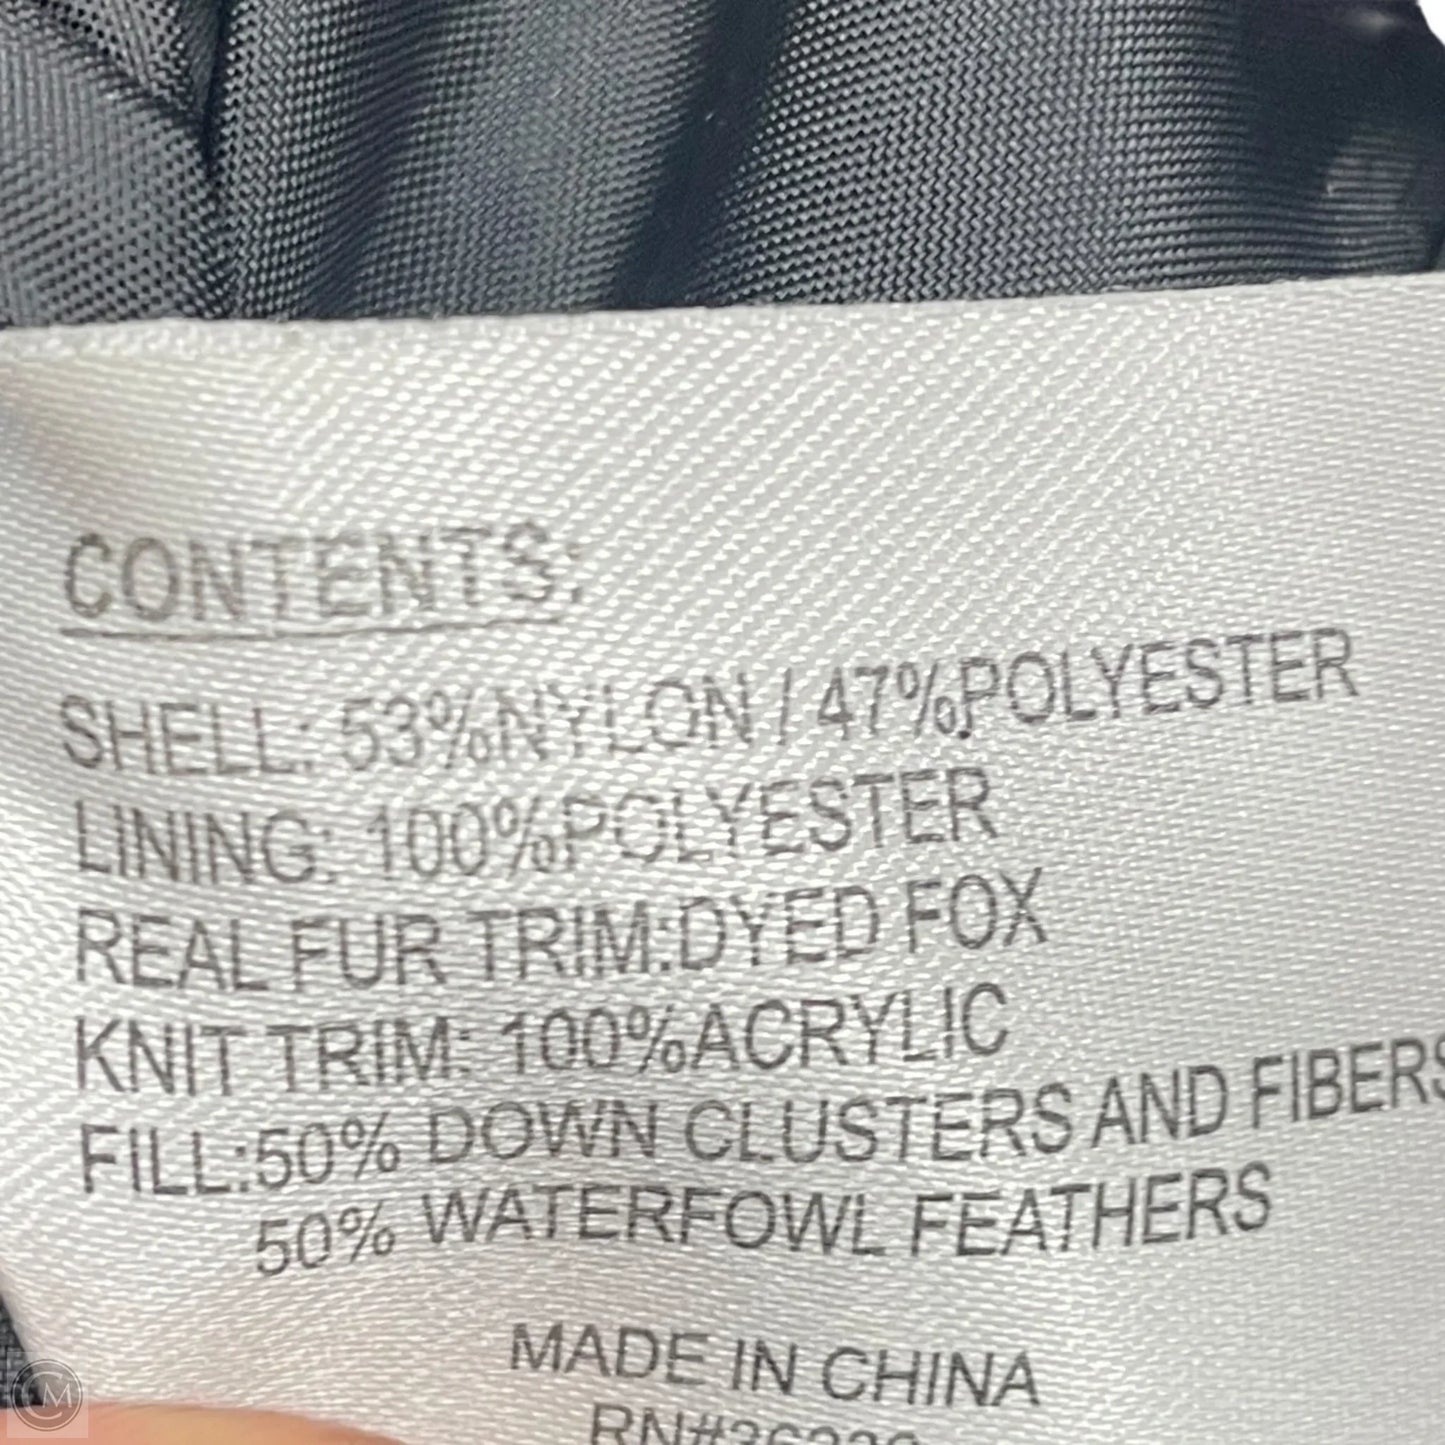 CONTENTS:
SHELL: 53%NYLON / 47%POLYESTER
LINING: 100%POLYESTER
REAL FUR TRIM:DYED FOX
KNIT TRIM: 100%ACRYLIC
FILL:50% DOWN CLUSTERS AND FIBERS
50% WATERFOWL FEATHERS
MADE IN CHINA
CM